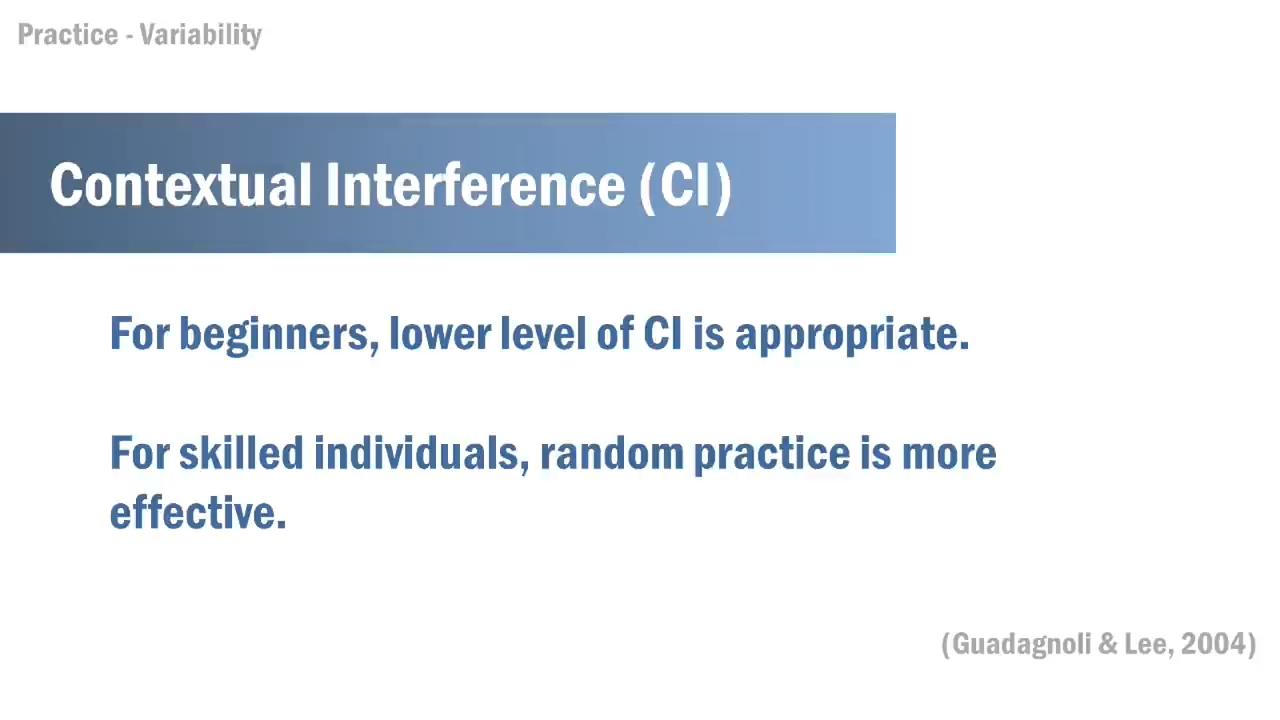 Practice - Variability
Contextual Interference (CI)
For beginners, lower level of CI is appropriate.
For skilled individuals, random practice is more
effective.
(Guadagnoli & Lee, 2004)